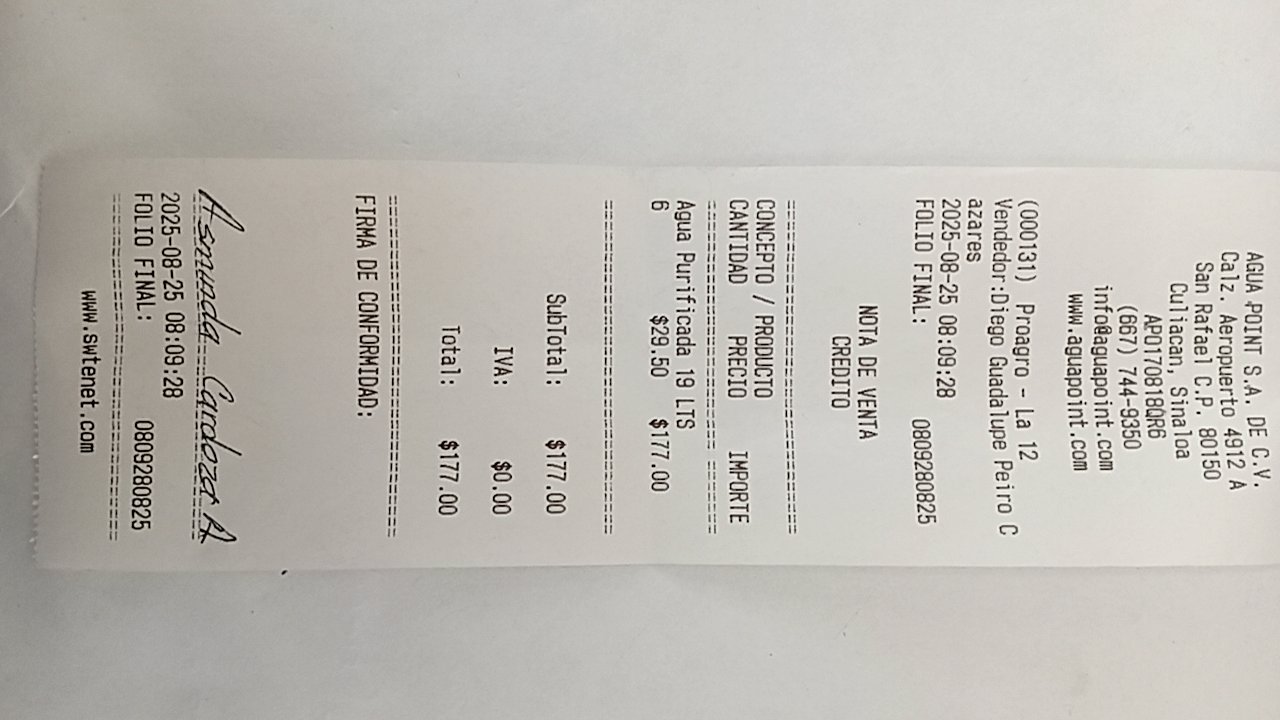 AGUA POINT S.A. DE C.V.
Calz. Aeropuerto 4912 A
San Rafael C.P. 80150
Culiacan, Sinaloa
APO170818QR6
(667) 744-9350
info@aguapoint.com
www.aguapoint.com
(000131) Proagro - La 12
Vendedor:Diego Guadalupe Peiro C
azares
2025-08-25 08:09:28
FOLIO FINAL: 0809280825
NOTA DE VENTA
CREDITO
CONCEPTO / PRODUCTO
CANTIDAD PRECIO IMPORTE
Agua Purificada 19 LTS
6 $29.50 $177.00
SubTotal: $177.00
IVA: $0.00
Total: $177.00
FIRMA DE CONFORMIDAD:
Asmunda Cardoza A
2025-08-25 08:09:28
FOLIO FINAL: 0809280825
www.swtenet.com